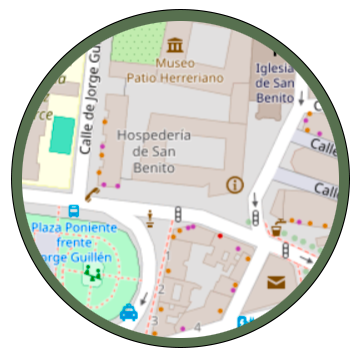 Museo
Patio Herreriano
Iglesia
de San
Benito
Calle de Jorge Gu
Hospedería
de San
Benito
Calle
Calle
Plaza Poniente
frente
Jorge Guillén
2
3
4